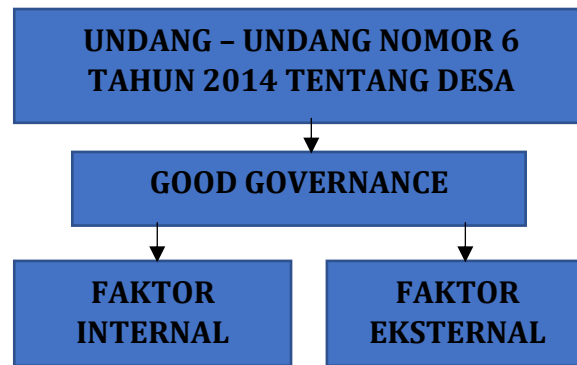 UNDANG – UNDANG NOMOR 6
TAHUN 2014 TENTANG DESA
GOOD GOVERNANCE
FAKTOR
INTERNAL
FAKTOR
EKSTERNAL